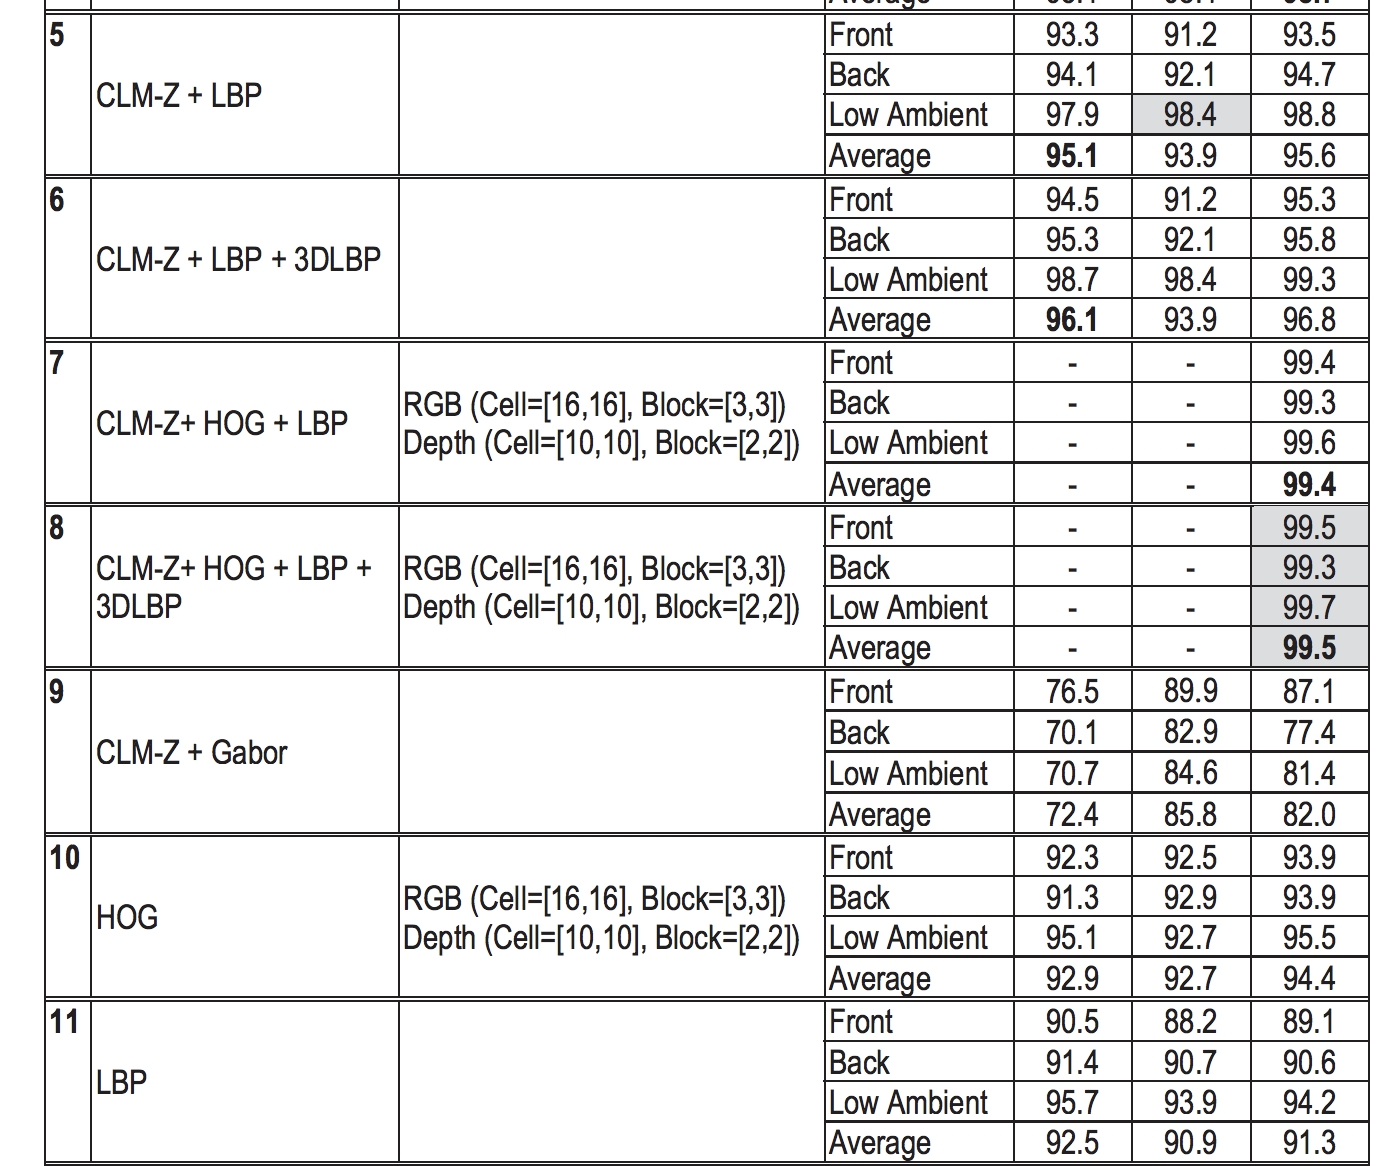 5 CLM-Z + LBP Front 93.3 91.2 93.5
Back 94.1 92.1 94.7
Low Ambient 97.9 98.4 98.8
Average 95.1 93.9 95.6
6 CLM-Z + LBP + 3DLBP Front 94.5 91.2 95.3
Back 95.3 92.1 95.8
Low Ambient 98.7 98.4 99.3
Average 96.1 93.9 96.8
7 CLM-Z+ HOG + LBP RGB (Cell=[16,16], Block=[3,3]) Front - - 99.4
Depth (Cell=[10,10], Block=[2,2]) Back - - 99.3
Low Ambient - - 99.6
Average - - 99.4
8 CLM-Z+ HOG + LBP + RGB (Cell=[16,16], Block=[3,3]) Front - - 99.5
3DLBP Depth (Cell=[10,10], Block=[2,2]) Back - - 99.3
Low Ambient - - 99.7
Average - - 99.5
9 CLM-Z + Gabor Front 76.5 89.9 87.1
Back 70.1 82.9 77.4
Low Ambient 70.7 84.6 81.4
Average 72.4 85.8 82.0
10 HOG RGB (Cell=[16,16], Block=[3,3]) Front 92.3 92.5 93.9
Depth (Cell=[10,10], Block=[2,2]) Back 91.3 92.9 93.9
Low Ambient 95.1 92.7 95.5
Average 92.9 92.7 94.4
11 LBP Front 90.5 88.2 89.1
Back 91.4 90.7 90.6
Low Ambient 95.7 93.9 94.2
Average 92.5 90.9 91.3